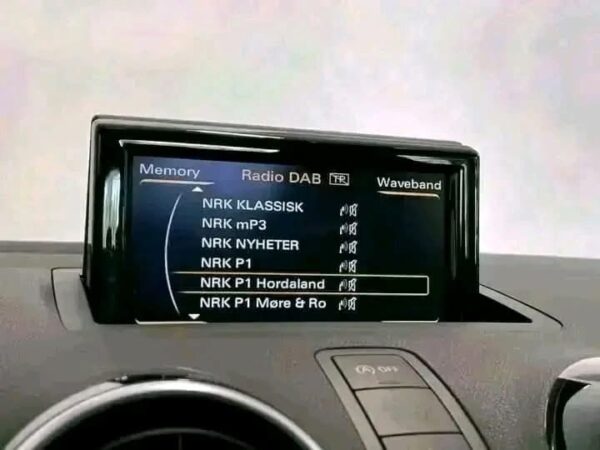 Memory
Radio DAB TP
Waveband
NRK KLASSISK
NRK mP3
NRK NYHETER
NRK P1
NRK P1 Hordaland
NRK P1 Møre & Ro
A OFF